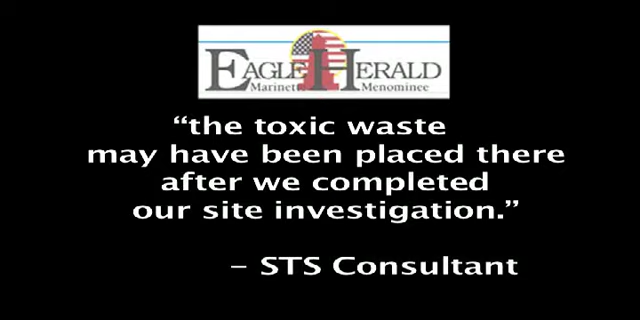 EAGLE HERALD
Marinette Menominee
“the toxic waste
may have been placed there
after we completed
our site investigation.”
– STS Consultant